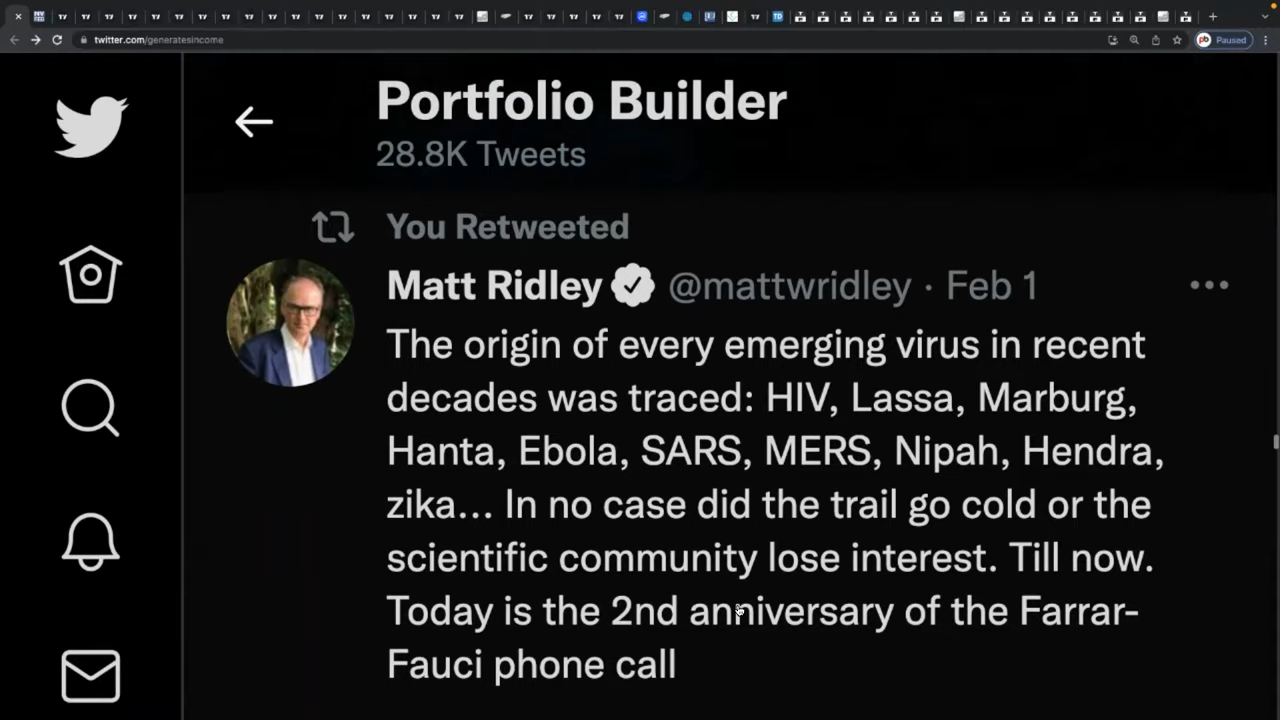 twitter.com/generatesincome
Paused
Portfolio Builder
28.8K Tweets
You Retweeted
Matt Ridley @mattwridley · Feb 1
The origin of every emerging virus in recent
decades was traced: HIV, Lassa, Marburg,
Hanta, Ebola, SARS, MERS, Nipah, Hendra,
zika... In no case did the trail go cold or the
scientific community lose interest. Till now.
Today is the 2nd anniversary of the Farrar-
Fauci phone call